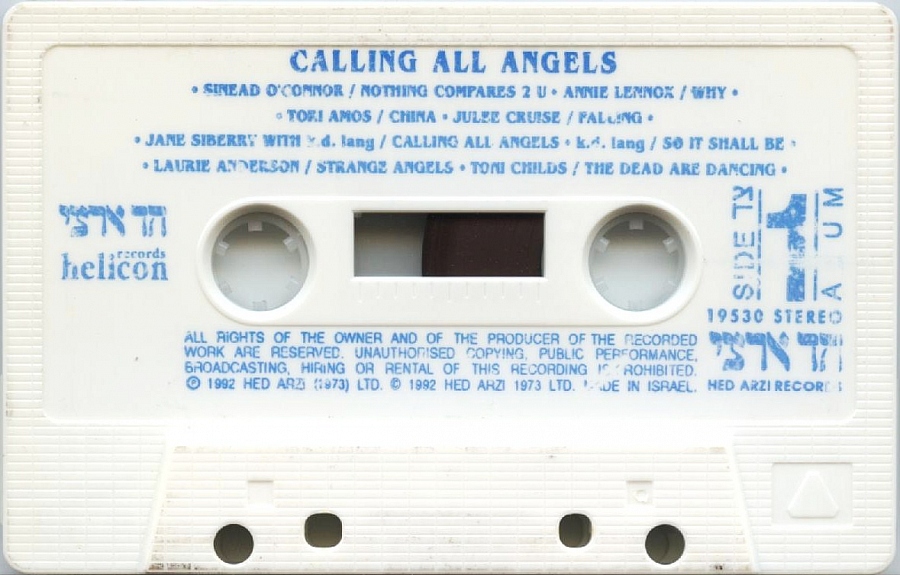 CALLING ALL ANGELS
• SINEAD O'CONNOR / NOTHING COMPARES 2 U • ANNIE LENNOX / WHY •
• TORI AMOS / CHINA • JULEE CRUISE / FALLING •
• JANE SIBERRY WITH k.d. lang / CALLING ALL ANGELS • k.d. lang / SO IT SHALL BE •
• LAURIE ANDERSON / STRANGE ANGELS • TONI CHILDS / THE DEAD ARE DANCING •
הד ארצי
records
helicon
SIDE צד
1
A UM
19530 STEREO
הד ארצי
HED ARZI RECORDS
ALL RIGHTS OF THE OWNER AND OF THE PRODUCER OF THE RECORDED
WORK ARE RESERVED. UNAUTHORISED COPYING, PUBLIC PERFORMANCE,
BROADCASTING, HIRING OR RENTAL OF THIS RECORDING IS PROHIBITED.
℗ 1992 HED ARZI (1973) LTD. © 1992 HED ARZI 1973 LTD. MADE IN ISRAEL.